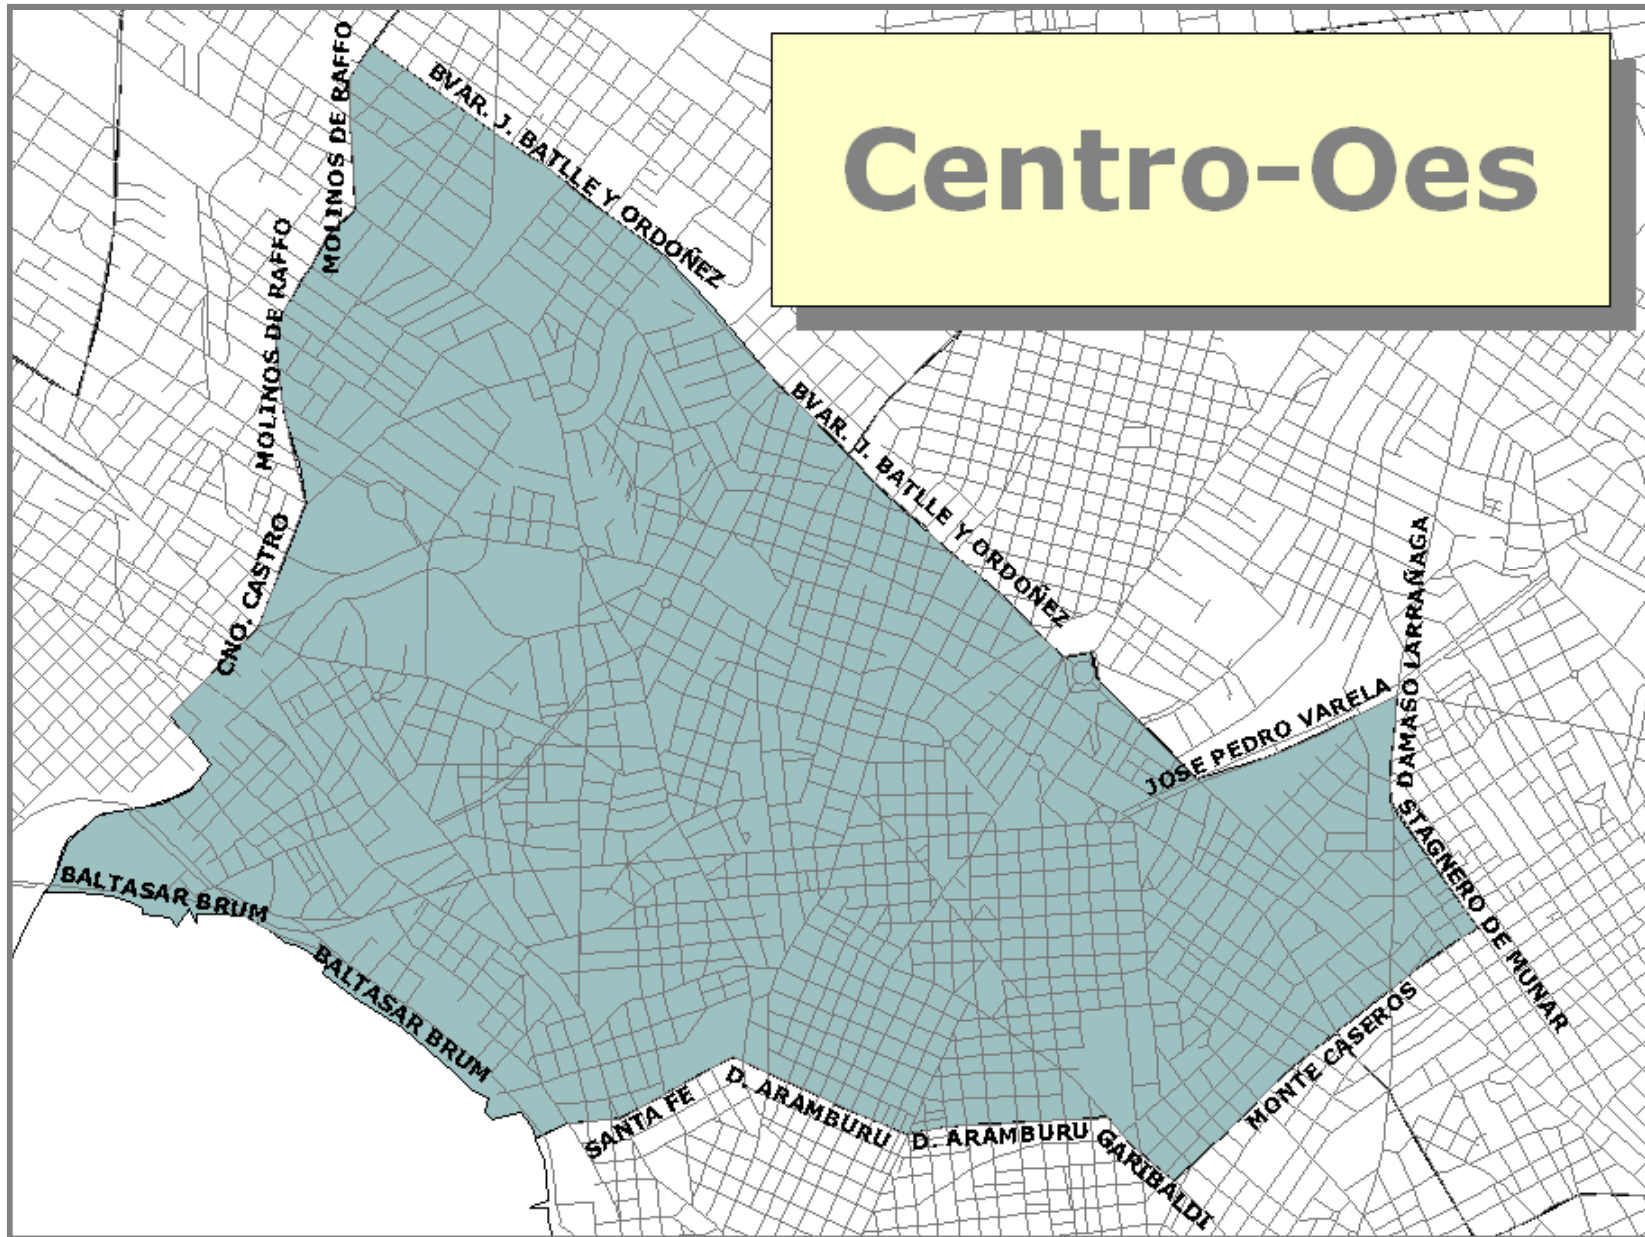 Centro-Oes
MOLINOS DE RAFFO
BVAR. J. BATLLE Y ORDOÑEZ
MOLINOS DE RAFFO
BVAR. J. BATLLE Y ORDOÑEZ
CNO. CASTRO
DAMASO LARRAÑAGA
JOSE PEDRO VARELA
STAGNERO DE MUNAR
BALTASAR BRUM
BALTASAR BRUM
MONTE CASEROS
SANTA FE
D. ARAMBURU
D. ARAMBURU
GARIBALDI